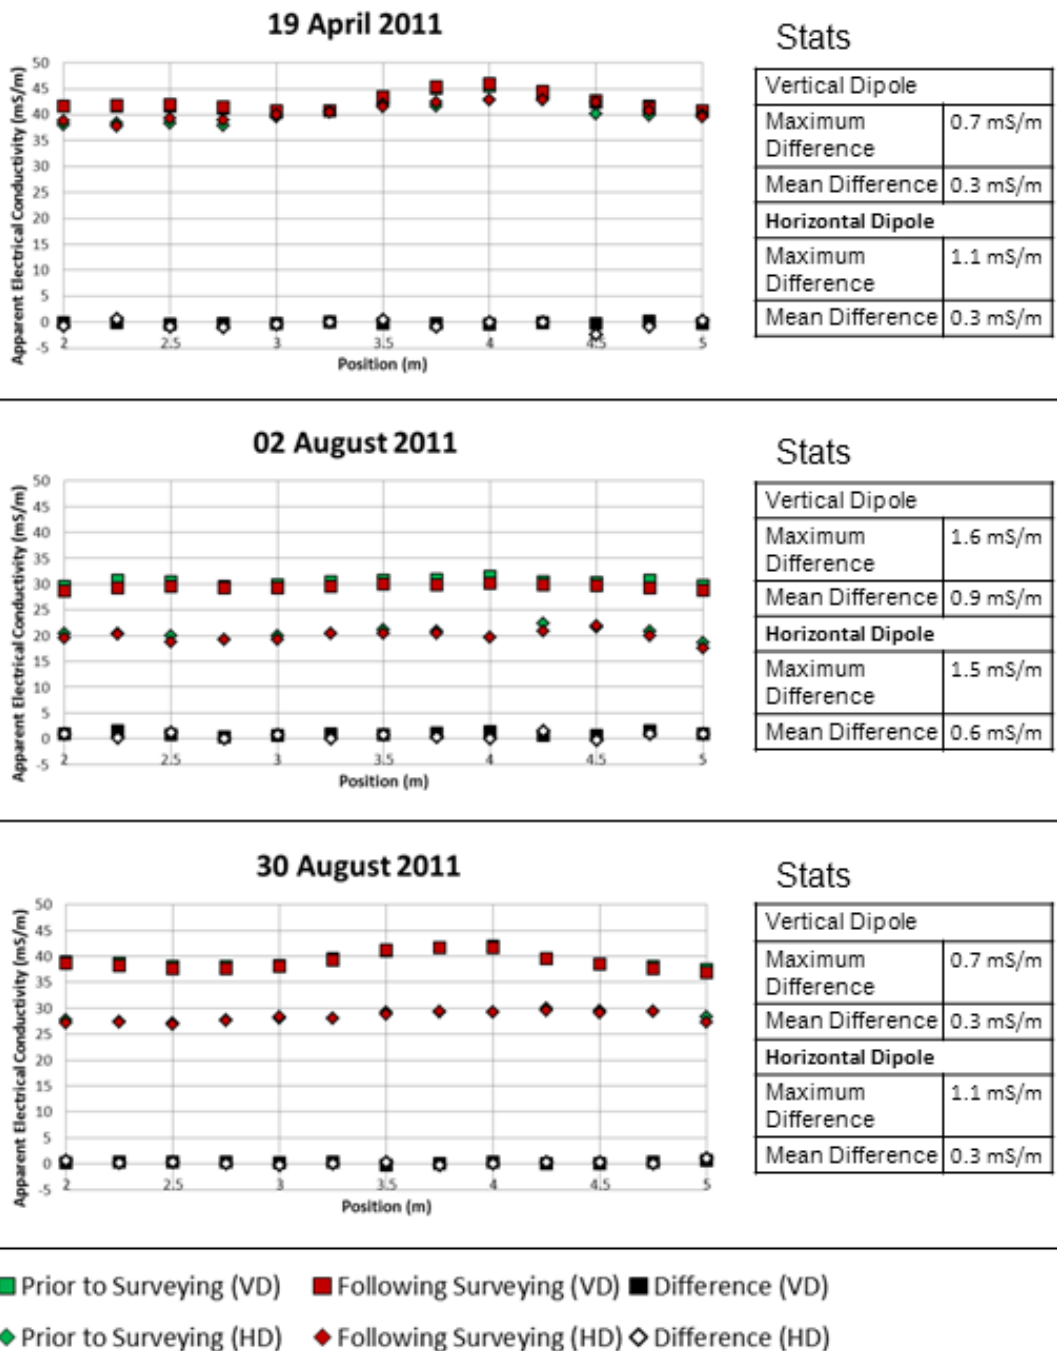 19 April 2011
Apparent Electrical Conductivity (mS/m)
50
45
40
35
30
25
20
15
10
5
0
-5
2 2.5 3 3.5 4 4.5 5
Position (m)
Stats
Vertical Dipole
Maximum Difference 0.7 mS/m
Mean Difference 0.3 mS/m
Horizontal Dipole
Maximum Difference 1.1 mS/m
Mean Difference 0.3 mS/m
02 August 2011
Apparent Electrical Conductivity (mS/m)
50
45
40
35
30
25
20
15
10
5
0
-5
2 2.5 3 3.5 4 4.5 5
Position (m)
Stats
Vertical Dipole
Maximum Difference 1.6 mS/m
Mean Difference 0.9 mS/m
Horizontal Dipole
Maximum Difference 1.5 mS/m
Mean Difference 0.6 mS/m
30 August 2011
Apparent Electrical Conductivity (mS/m)
50
45
40
35
30
25
20
15
10
5
0
-5
2 2.5 3 3.5 4 4.5 5
Position (m)
Stats
Vertical Dipole
Maximum Difference 0.7 mS/m
Mean Difference 0.3 mS/m
Horizontal Dipole
Maximum Difference 1.1 mS/m
Mean Difference 0.3 mS/m
Prior to Surveying (VD) Following Surveying (VD) Difference (VD)
Prior to Surveying (HD) Following Surveying (HD) Difference (HD)